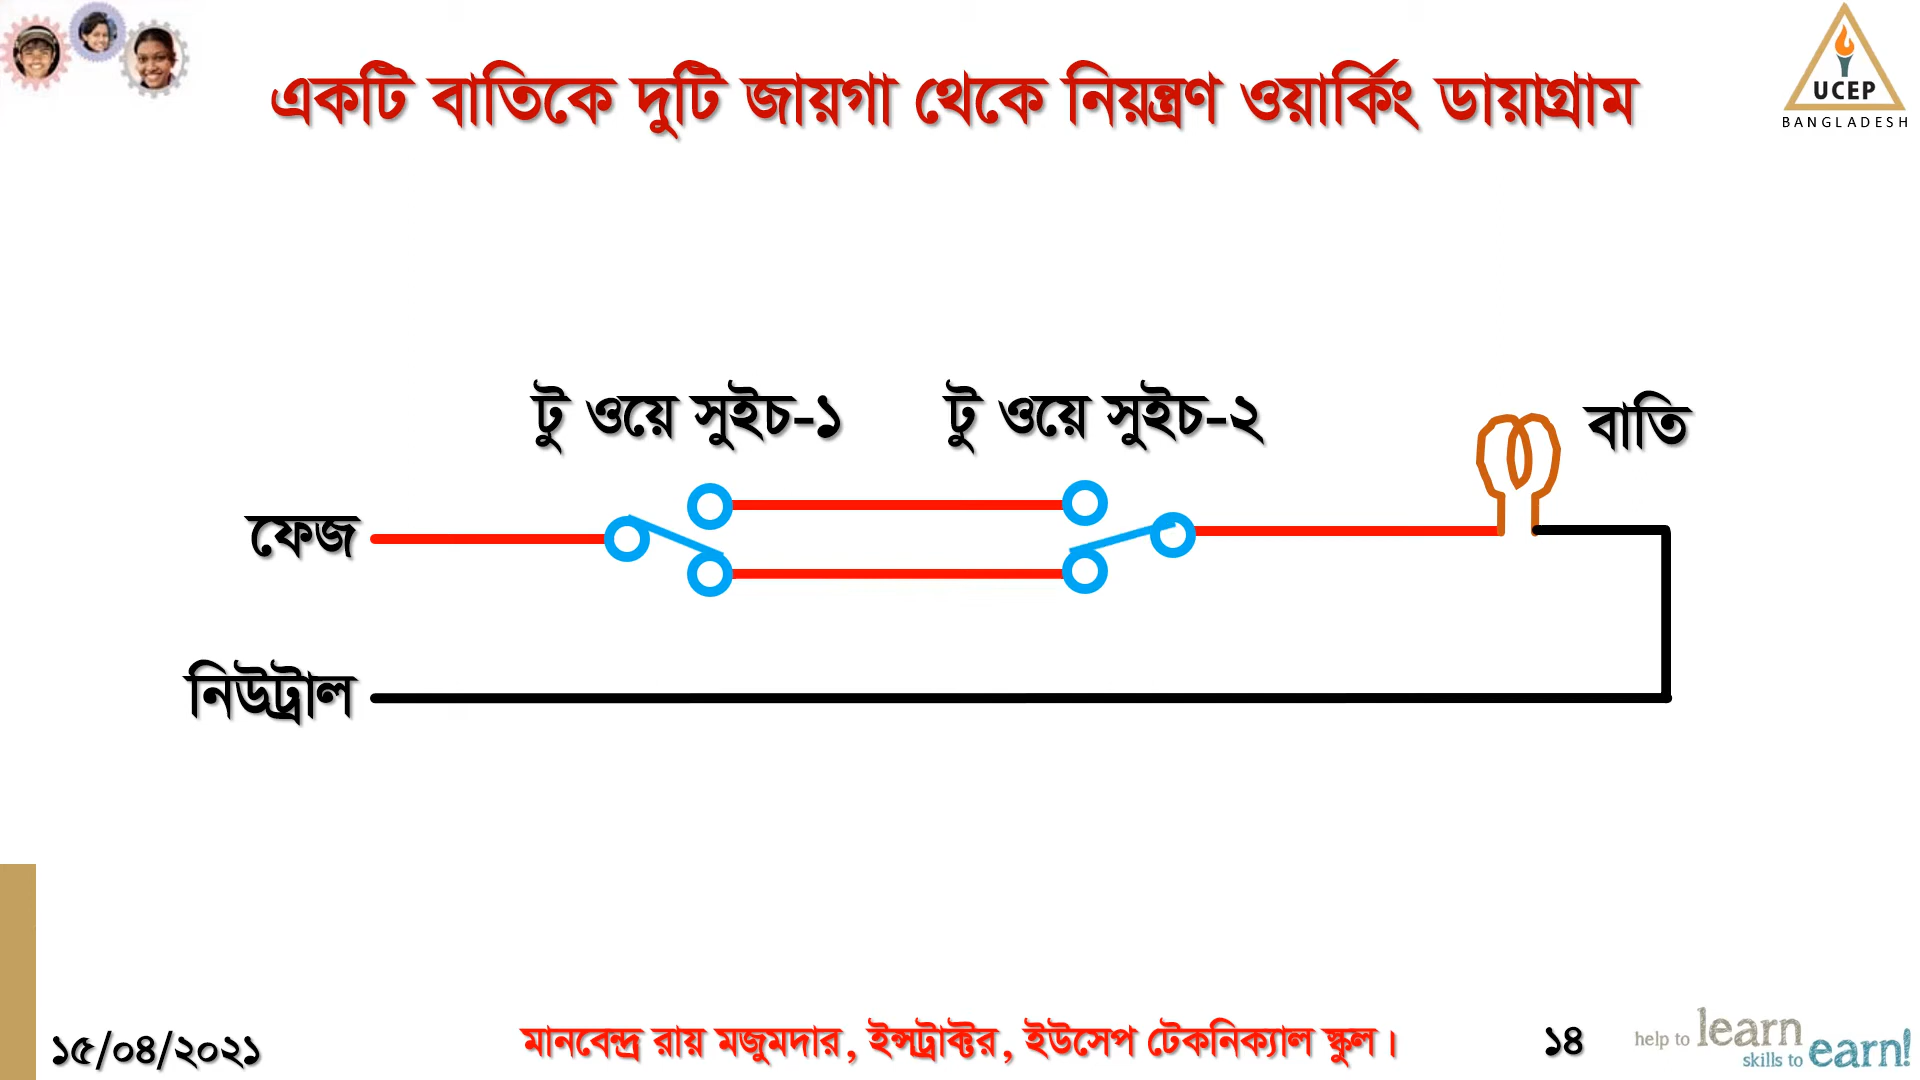 একটি বাতিকে দুটি জায়গা থেকে নিয়ন্ত্রণ ওয়ার্কিং ডায়াগ্রাম
UCEP
BANGLADESH
টু ওয়ে সুইচ-১
টু ওয়ে সুইচ-২
বাতি
ফেজ
নিউট্রাল
১৫/০৪/২০২১
মানবেন্দ্র রায় মজুমদার, ইন্সট্রাক্টর, ইউসেপ টেকনিক্যাল স্কুল।
১৪
help to learn
skills to earn!